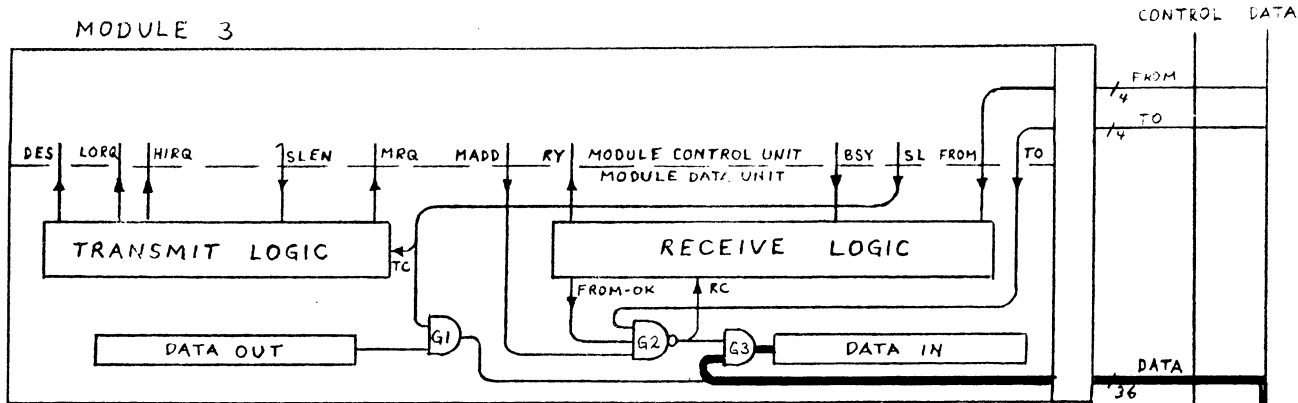 CONTROL DATA
MODULE 3
FROM
/4
TO
/4
DES LORQ HIRQ SLEN MRQ MADD RY MODULE CONTROL UNIT BSY SL FROM TO
MODULE DATA UNIT
TRANSMIT LOGIC
RECEIVE LOGIC
TC
FROM-OK
RC
G1
G2
G3
DATA OUT
DATA IN
DATA
/36